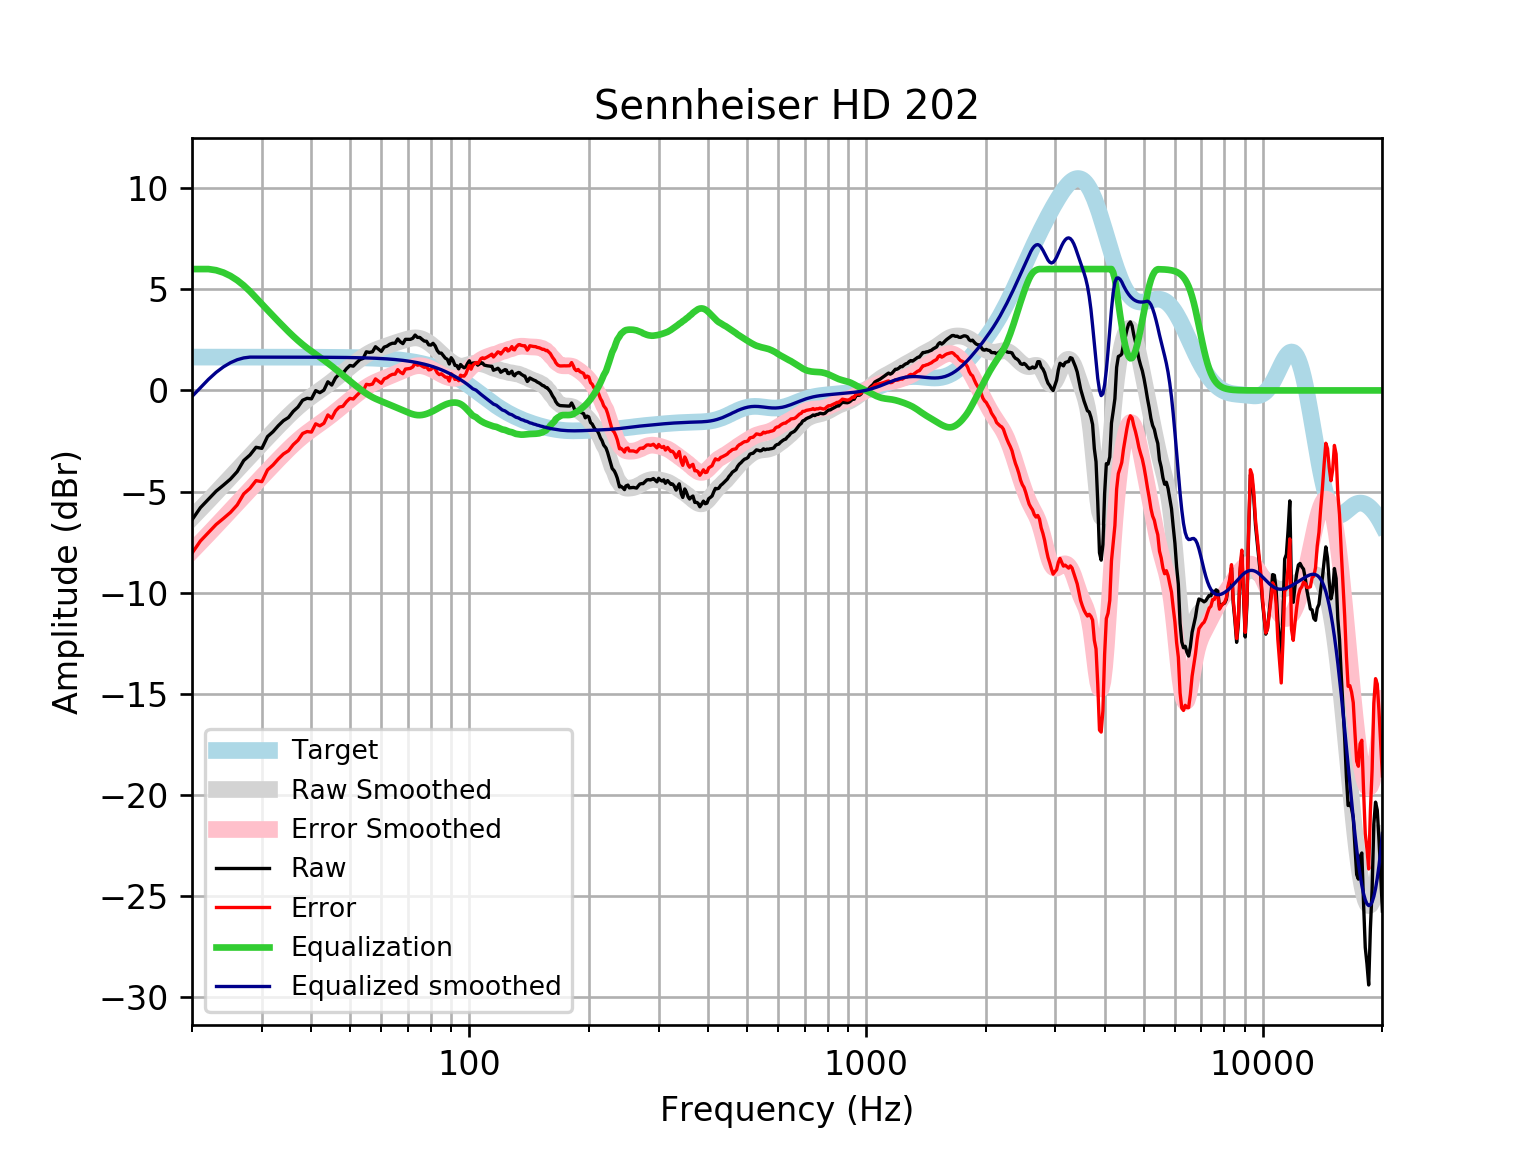 Sennheiser HD 202
Amplitude (dBr)
10
5
0
−5
−10
−15
−20
−25
−30
Target
Raw Smoothed
Error Smoothed
Raw
Error
Equalization
Equalized smoothed
100
1000
10000
Frequency (Hz)